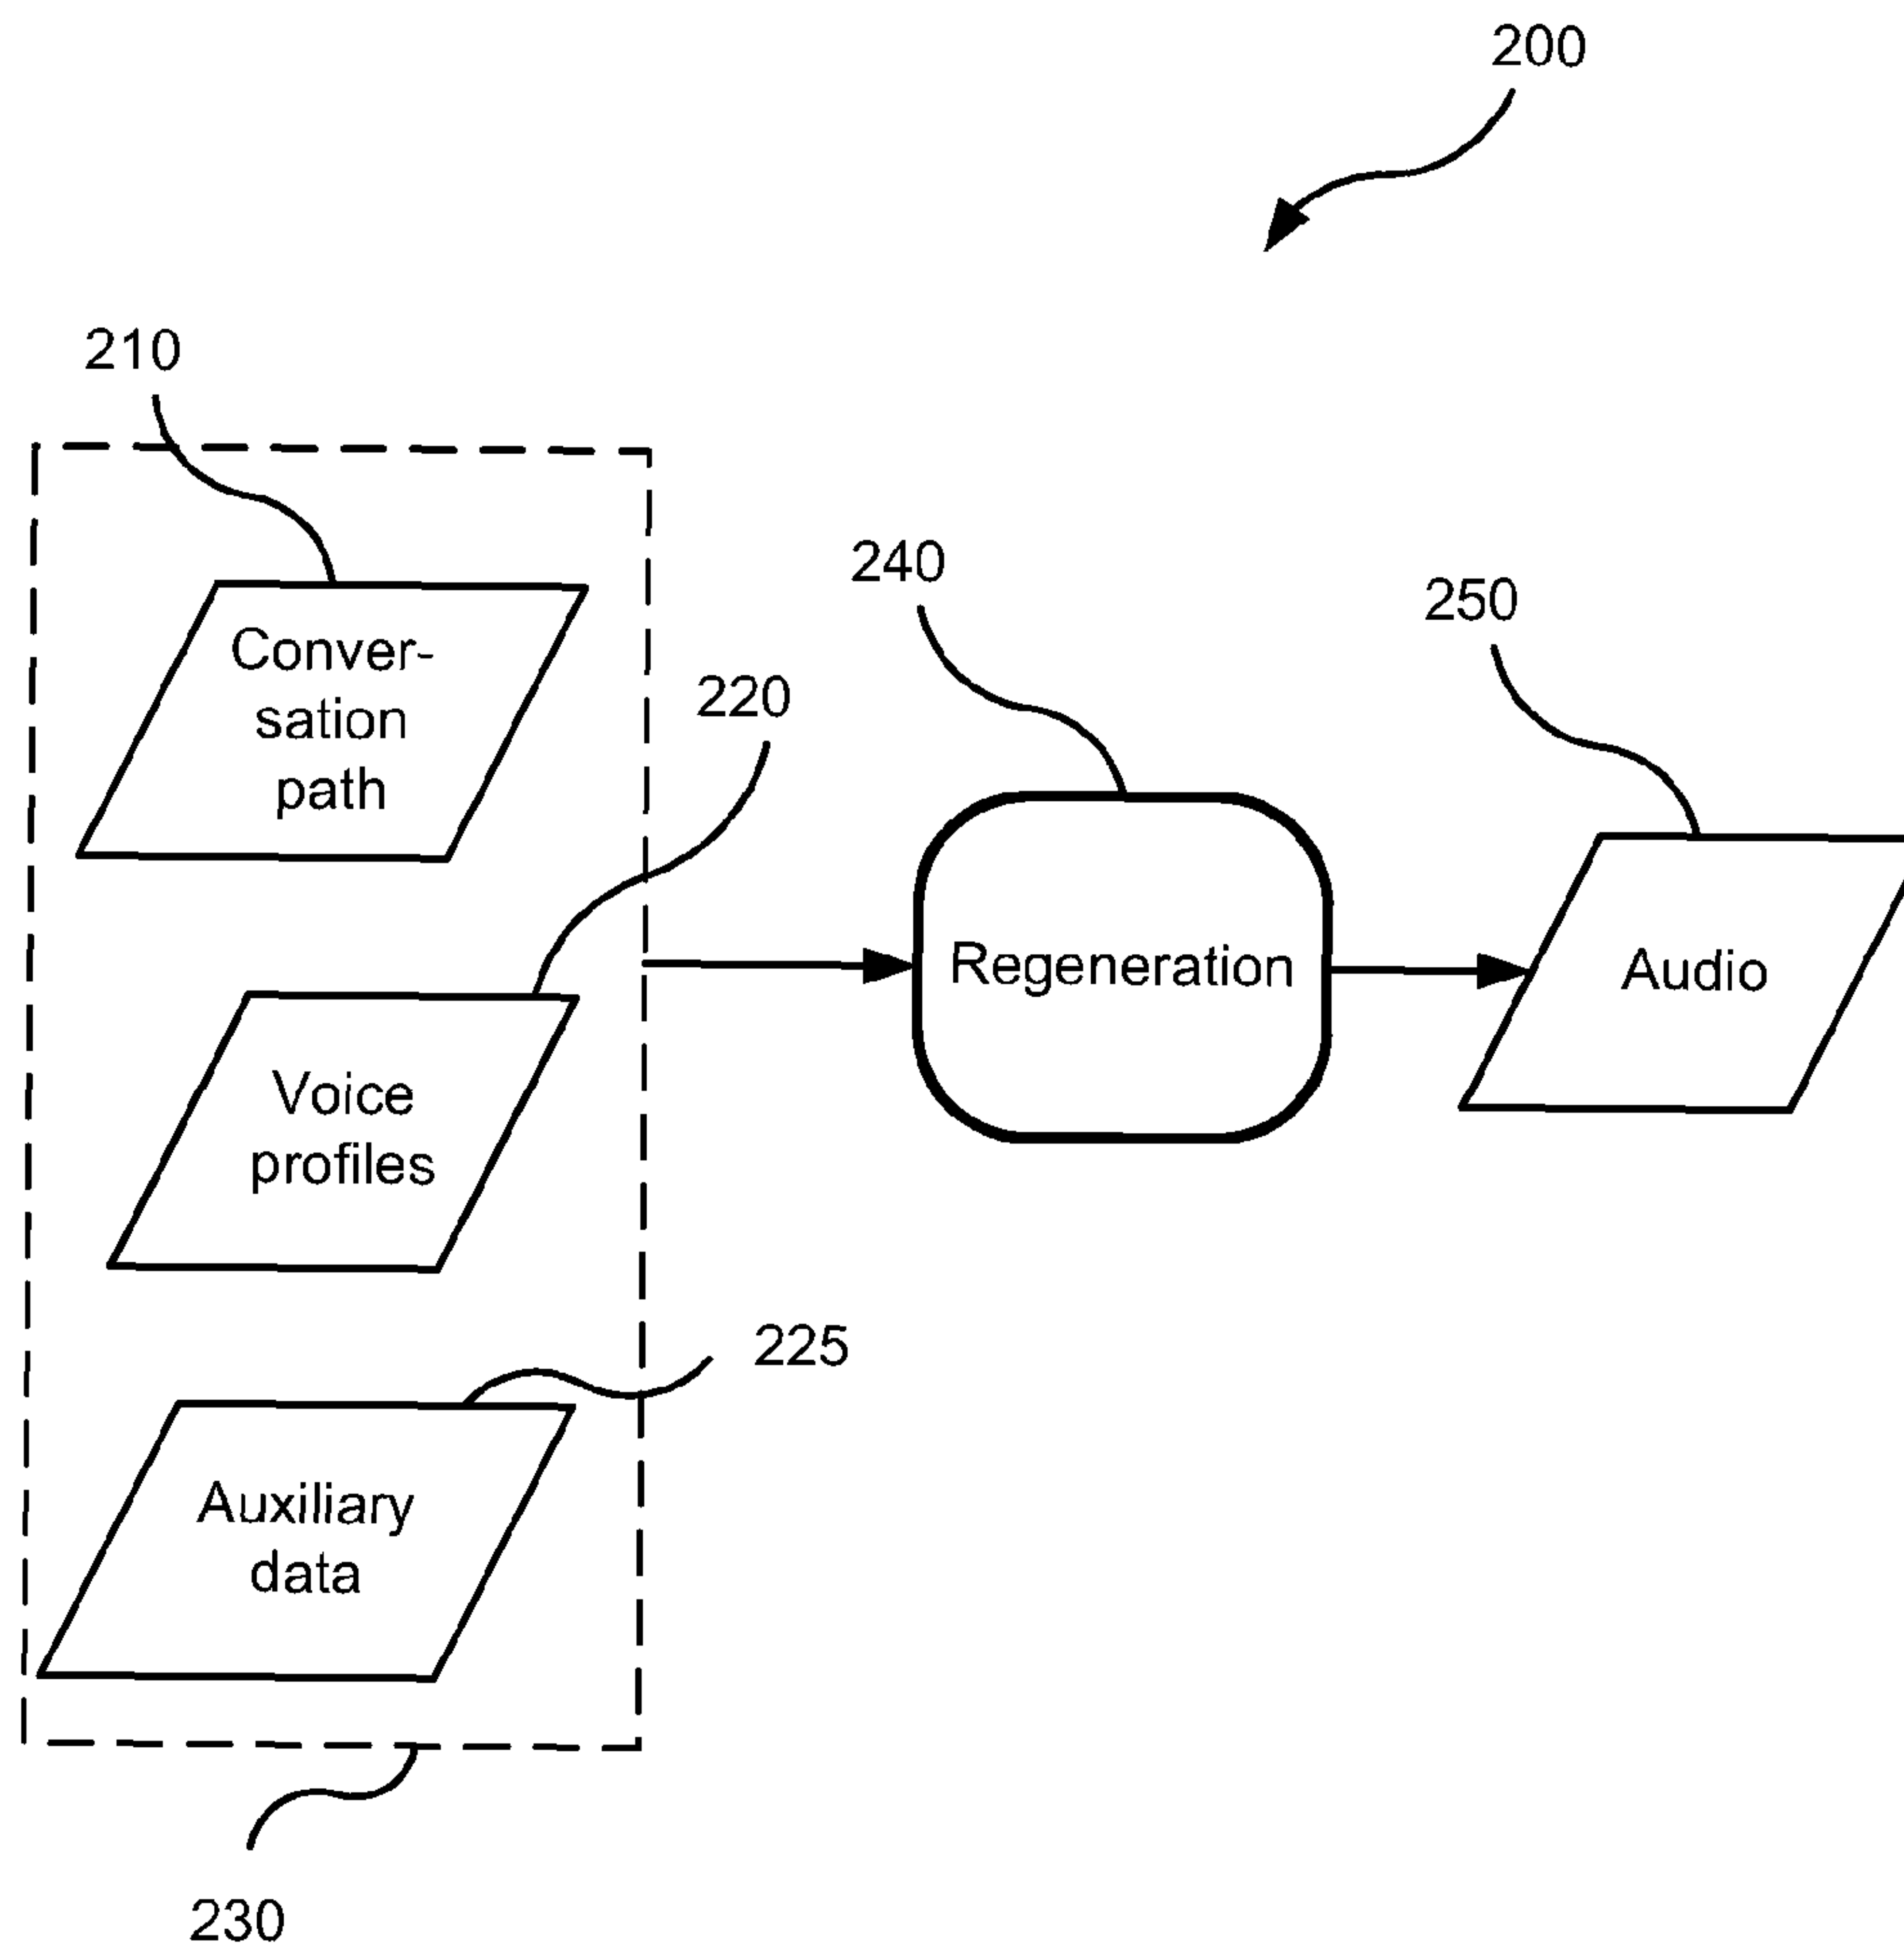 200
210
Conver-
sation
path
220
240
250
Regeneration
Audio
Voice
profiles
225
Auxiliary
data
230